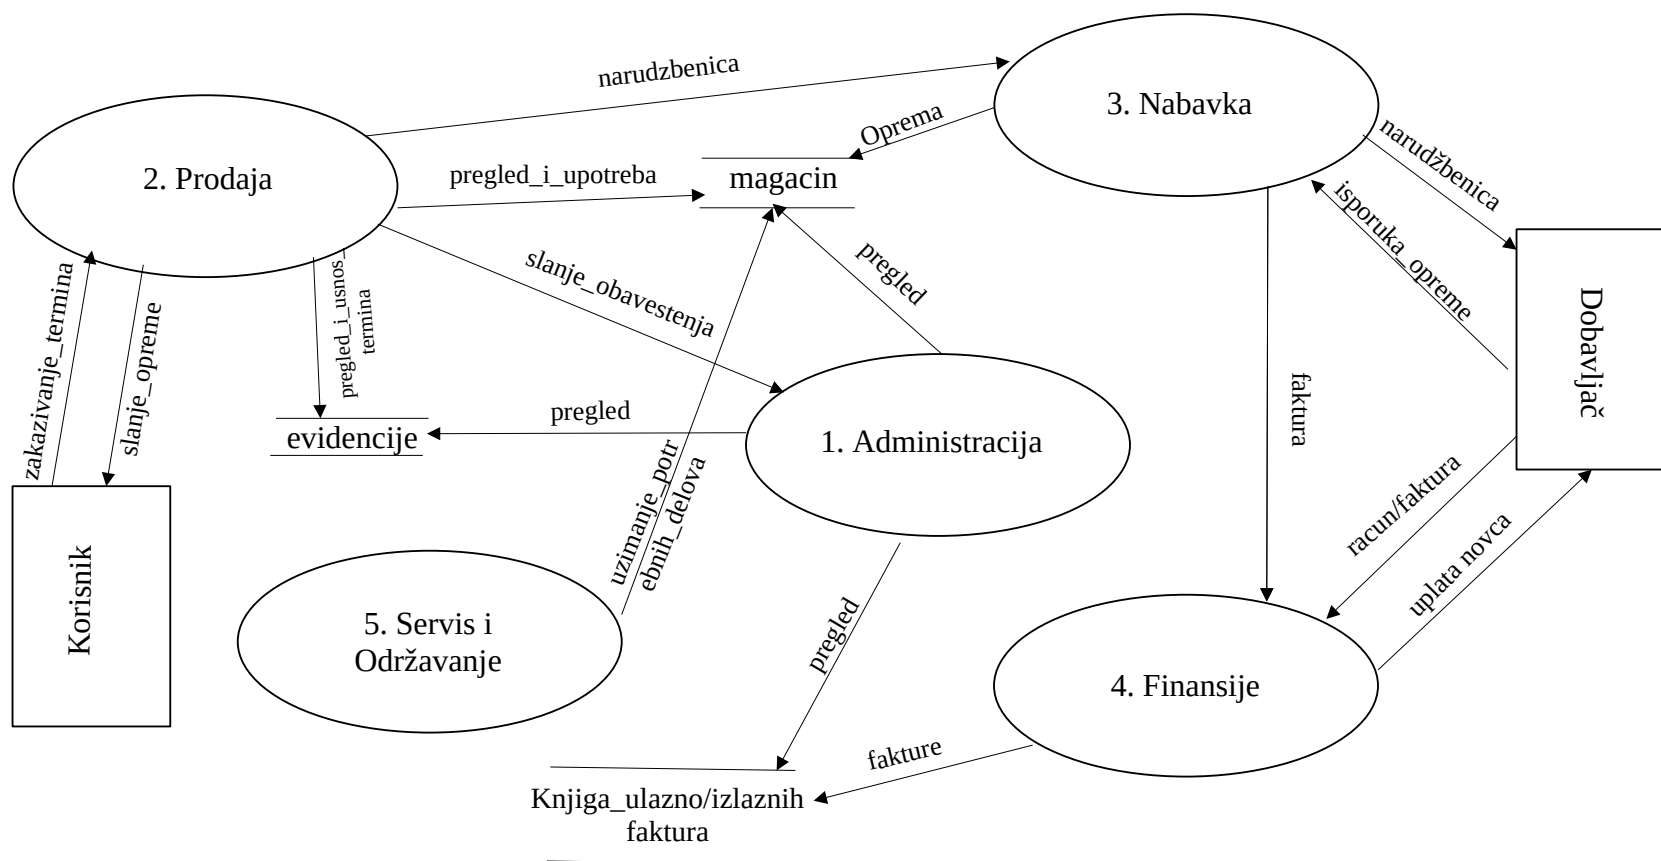 narudzbenica
3. Nabavka
Oprema
narudžbenica
2. Prodaja
pregled_i_upotreba
magacin
isporuka_opreme
slanje_obavestenja
pregled
zakazivanje_termina
slanje_opreme
pregled_i_usnos_
termina
Dobavljač
faktura
evidencije
pregled
1. Administracija
uzimanje_potr
ebnih_delova
racun/faktura
uplata novca
Korisnik
5. Servis i
Održavanje
pregled
4. Finansije
fakture
Knjiga_ulazno/izlaznih
faktura